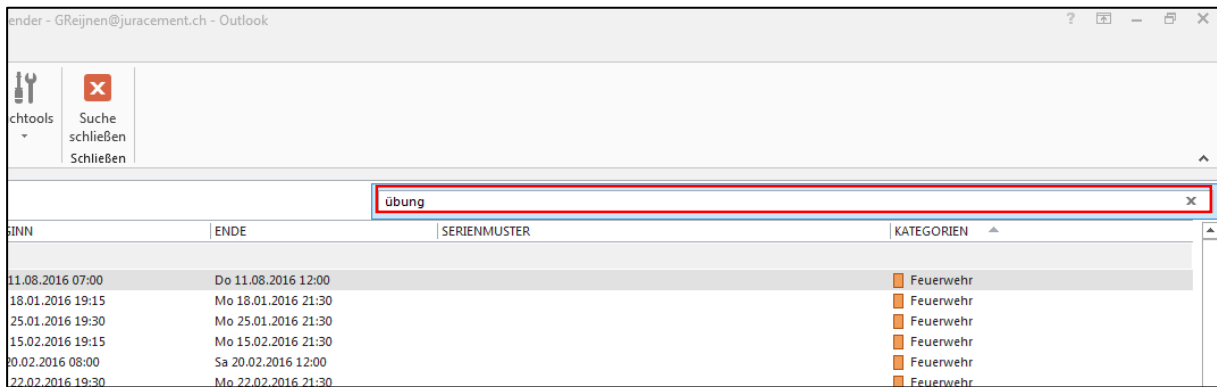 ender - GReijnen@juracement.ch - Outlook
chtools Suche schließen
Schließen
übung
GINN ENDE SERIENMUSTER KATEGORIEN
11.08.2016 07:00 Do 11.08.2016 12:00 Feuerwehr
18.01.2016 19:15 Mo 18.01.2016 21:30 Feuerwehr
25.01.2016 19:30 Mo 25.01.2016 21:30 Feuerwehr
15.02.2016 19:15 Mo 15.02.2016 21:30 Feuerwehr
20.02.2016 08:00 Sa 20.02.2016 12:00 Feuerwehr
22.02.2016 19:30 Mo 22.02.2016 21:30 Feuerwehr